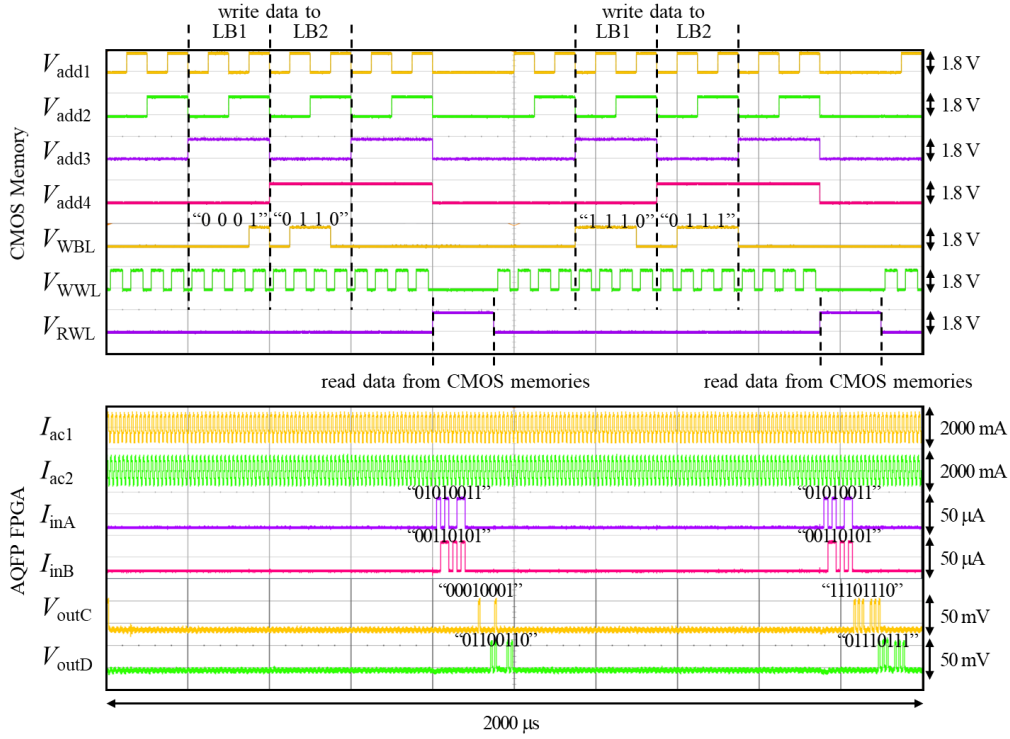 write data to
LB1 LB2
write data to
LB1 LB2
CMOS Memory
Vadd1 1.8 V
Vadd2 1.8 V
Vadd3 1.8 V
Vadd4 1.8 V
“0 0 0 1” “0 1 1 0” “1 1 1 0” “0 1 1 1”
VWBL 1.8 V
VWWL 1.8 V
VRWL 1.8 V
read data from CMOS memories read data from CMOS memories
AQFP FPGA
Iac1 2000 mA
Iac2 2000 mA
“01010011” “01010011”
IinA 50 μA
“00110101” “00110101”
IinB 50 μA
“00010001” “11101110”
VoutC 50 mV
“01100110” “01110111”
VoutD 50 mV
2000 μs